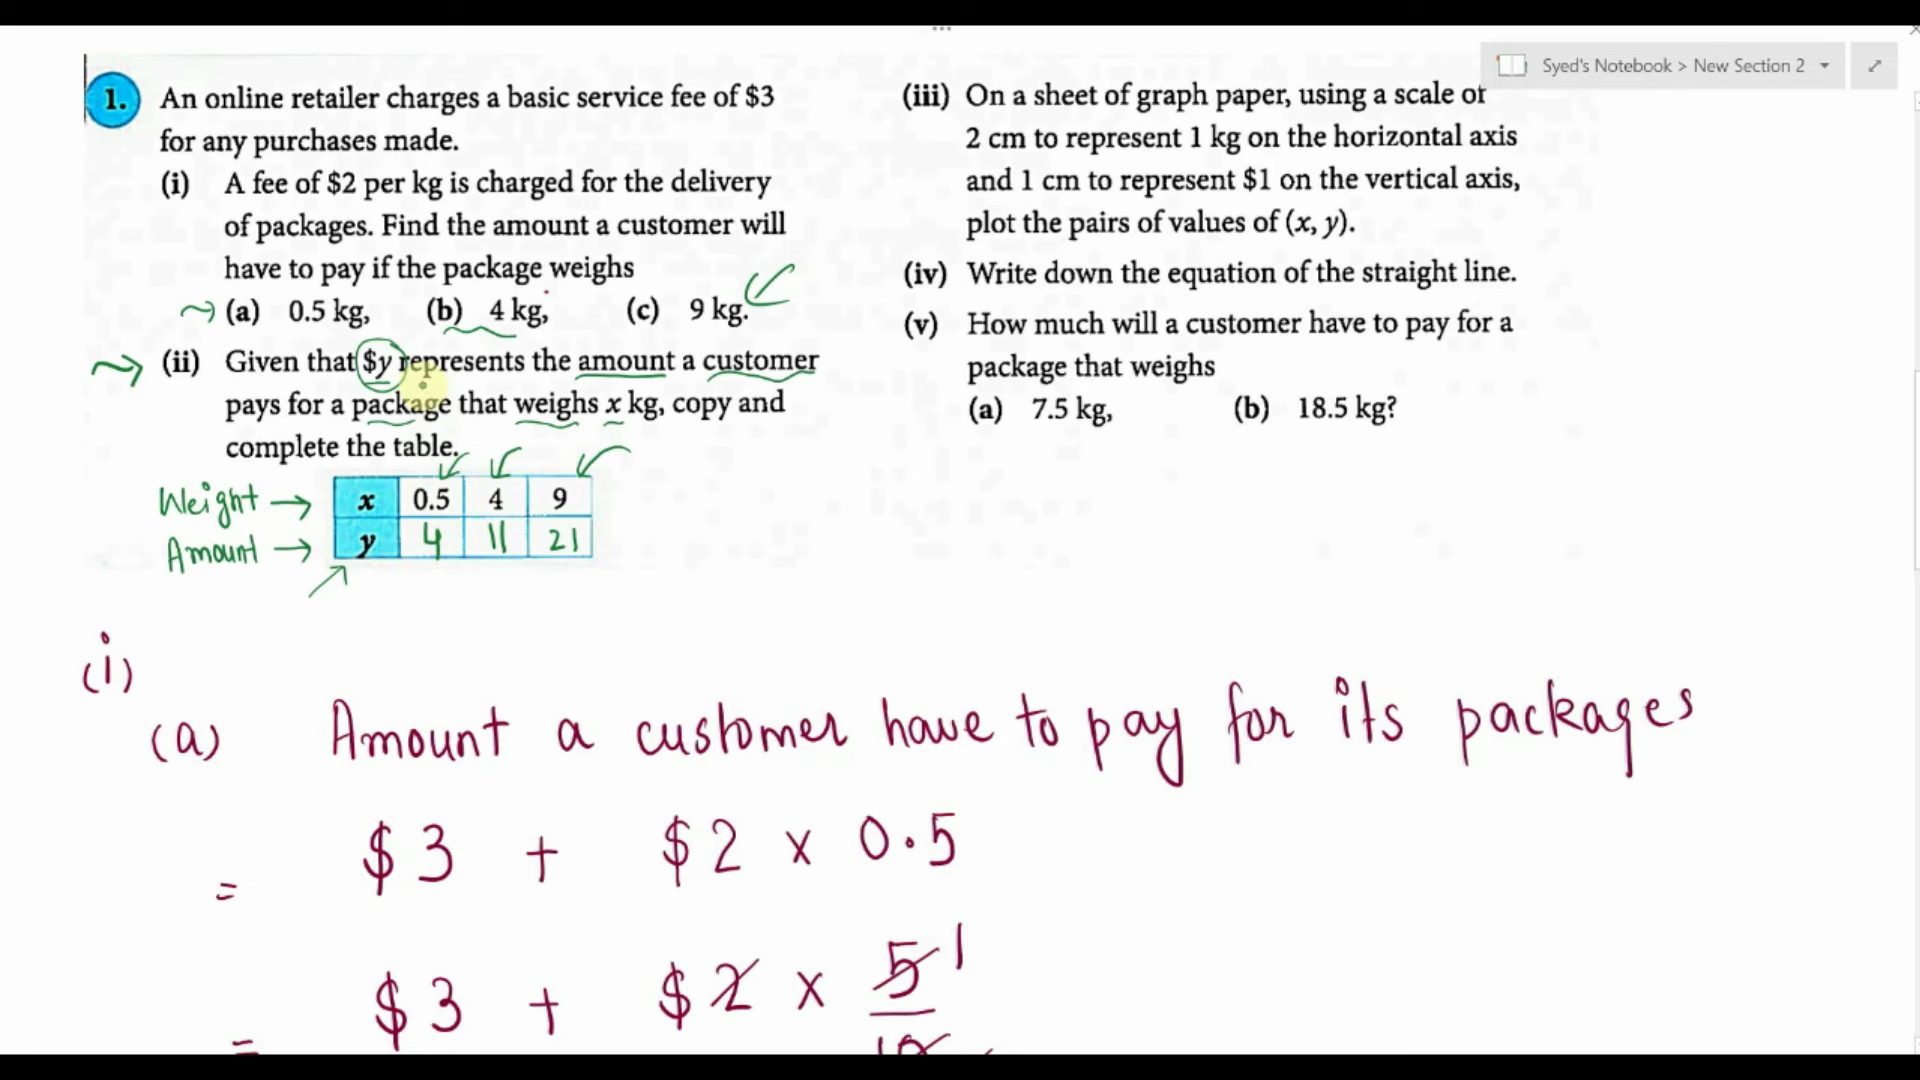 Syed's Notebook > New Section 2
1. An online retailer charges a basic service fee of $3
for any purchases made.
(i) A fee of $2 per kg is charged for the delivery
of packages. Find the amount a customer will
have to pay if the package weighs
(a) 0.5 kg, (b) 4 kg, (c) 9 kg.
(ii) Given that $y represents the amount a customer
pays for a package that weighs x kg, copy and
complete the table.
Weight → x 0.5 4 9
Amount → y 4 11 21
(iii) On a sheet of graph paper, using a scale of
2 cm to represent 1 kg on the horizontal axis
and 1 cm to represent $1 on the vertical axis,
plot the pairs of values of (x, y).
(iv) Write down the equation of the straight line.
(v) How much will a customer have to pay for a
package that weighs
(a) 7.5 kg, (b) 18.5 kg?
(i)
(a) Amount a customer have to pay for its packages
= $3 + $2 x 0.5
= $3 + $2 x 5 1
10